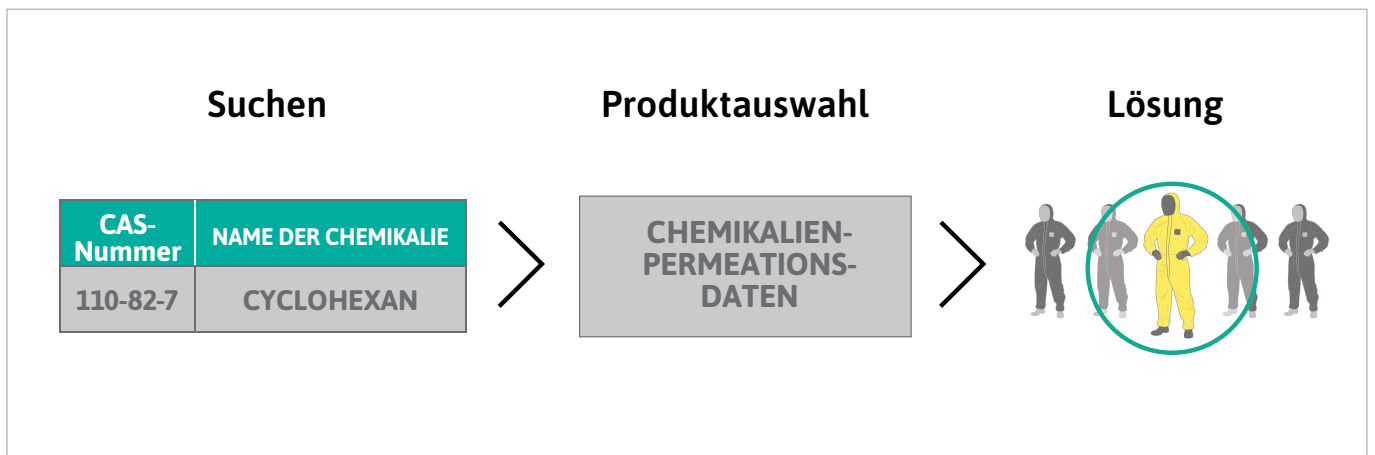 Suchen
Produktauswahl
Lösung
CAS-
Nummer
NAME DER CHEMIKALIE
110-82-7
CYCLOHEXAN
CHEMIKALIEN-
PERMEATIONS-
DATEN